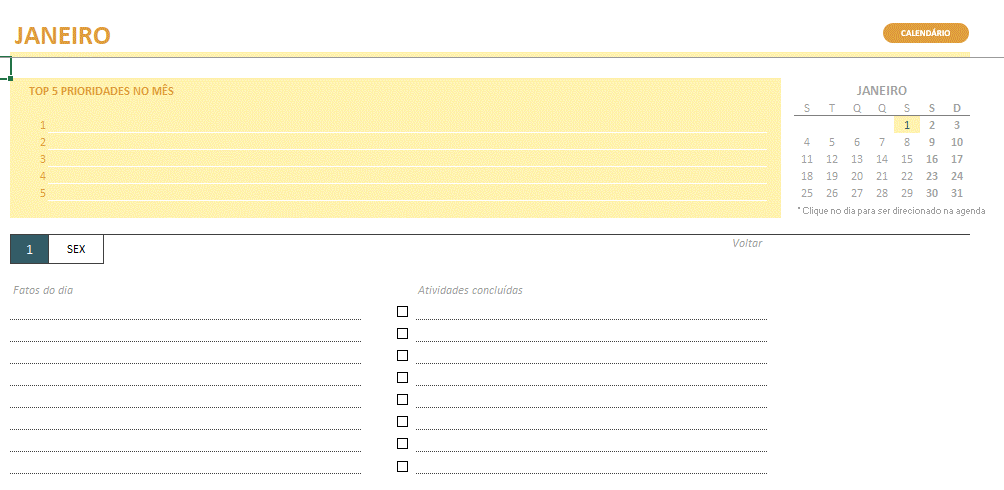 JANEIRO
CALENDÁRIO
TOP 5 PRIORIDADES NO MÊS
1
2
3
4
5
JANEIRO
S T Q Q S S D
1 2 3
4 5 6 7 8 9 10
11 12 13 14 15 16 17
18 19 20 21 22 23 24
25 26 27 28 29 30 31
* Clique no dia para ser direcionado na agenda
1 SEX
Voltar
Fatos do dia
Atividades concluídas